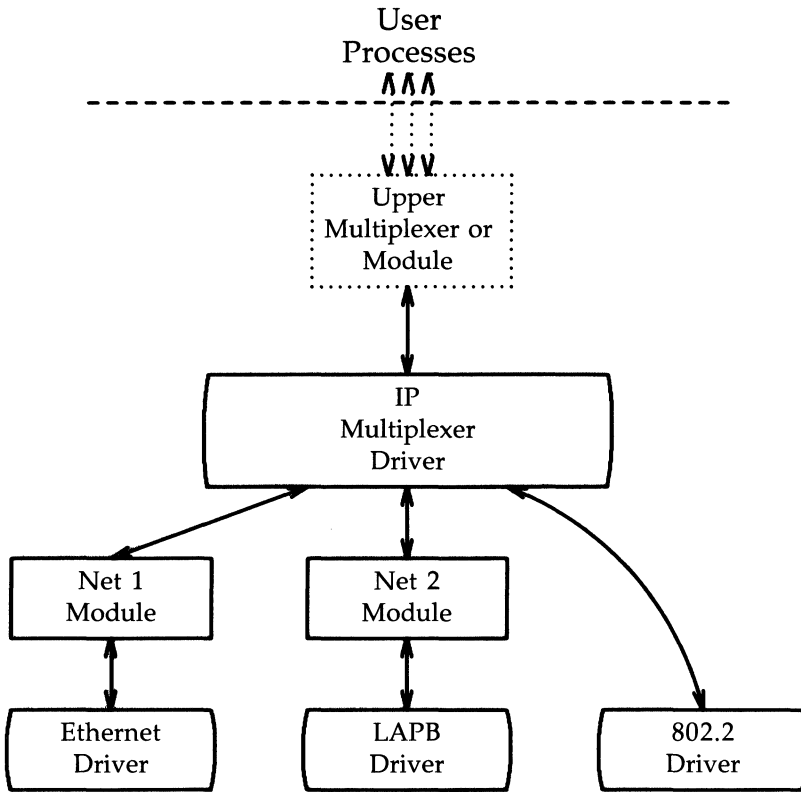 User
Processes
Upper
Multiplexer or
Module
IP
Multiplexer
Driver
Net 1
Module
Net 2
Module
Ethernet
Driver
LAPB
Driver
802.2
Driver